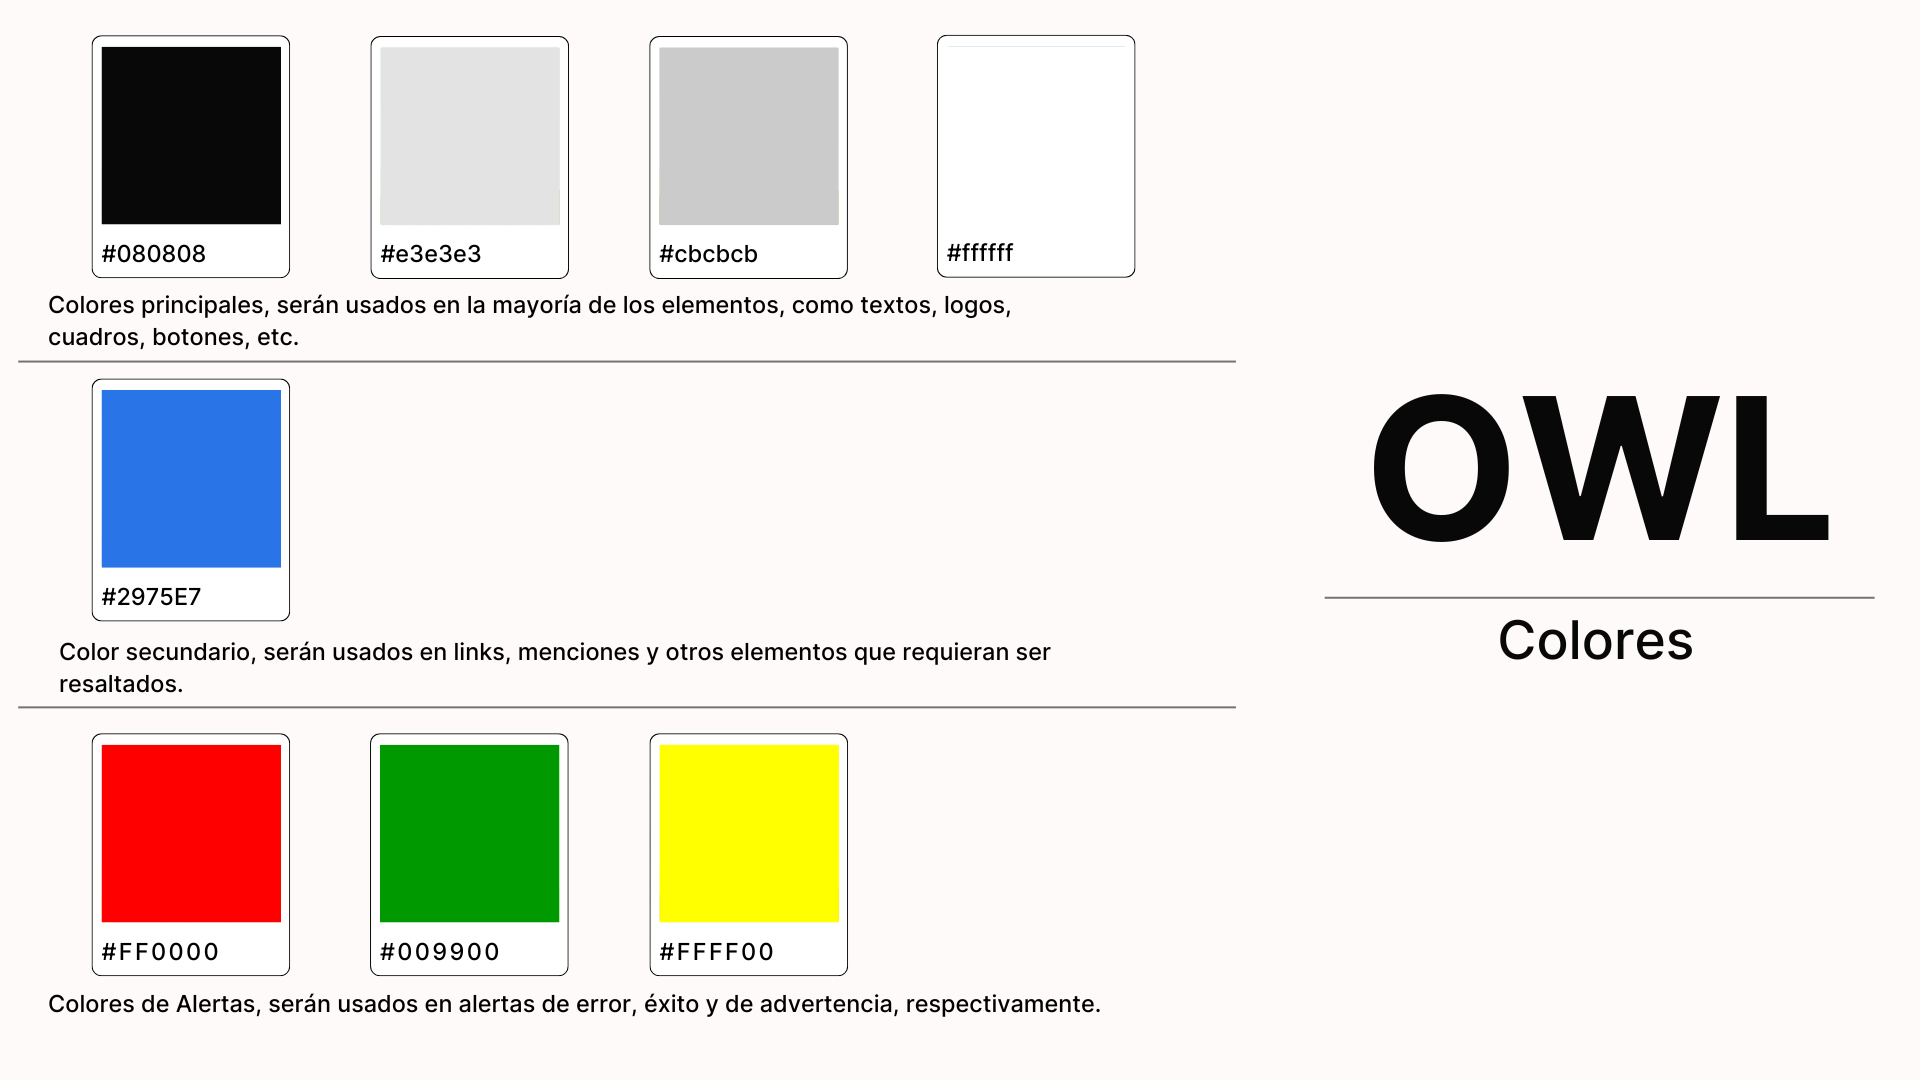 #080808
#e3e3e3
#cbcbcb
#ffffff
Colores principales, serán usados en la mayoría de los elementos, como textos, logos,
cuadros, botones, etc.
#2975E7
Color secundario, serán usados en links, menciones y otros elementos que requieran ser
resaltados.
#FF0000
#009900
#FFFF00
Colores de Alertas, serán usados en alertas de error, éxito y de advertencia, respectivamente.
OWL
Colores